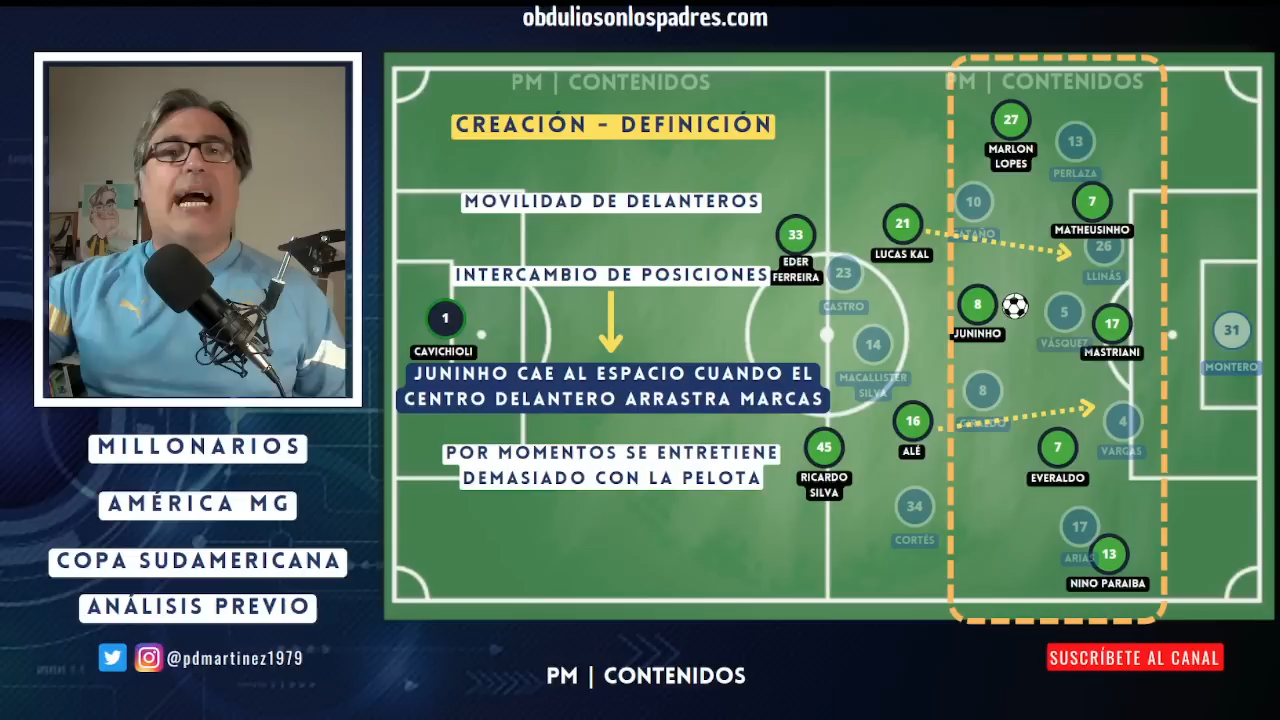 obduliosonlospadres.com
PM | CONTENIDOS
PM | CONTENIDOS
CREACIÓN - DEFINICIÓN
MOVILIDAD DE DELANTEROS
INTERCAMBIO DE POSICIONES
JUNINHO CAE AL ESPACIO CUANDO EL
CENTRO DELANTERO ARRASTRA MARCAS
POR MOMENTOS SE ENTRETIENE
DEMASIADO CON LA PELOTA
1
CAVICHIOLI
33
EDER
FERREIRA
45
RICARDO
SILVA
21
LUCAS KAL
16
ALÉ
23
CASTRO
14
MACALLISTER
SILVA
34
CORTÉS
27
MARLON
LOPES
13
PERLAZA
10
7
MATHEUSINHO
26
LLINÁS
8
JUNINHO
5
VÁSQUEZ
17
MASTRIANI
8
4
VARGAS
7
EVERALDO
17
ARIAS
13
NINO PARAIBA
31
MONTERO
MILLONARIOS
AMÉRICA MG
COPA SUDAMERICANA
ANÁLISIS PREVIO
@pdmartinez1979
PM | CONTENIDOS
SUSCRÍBETE AL CANAL